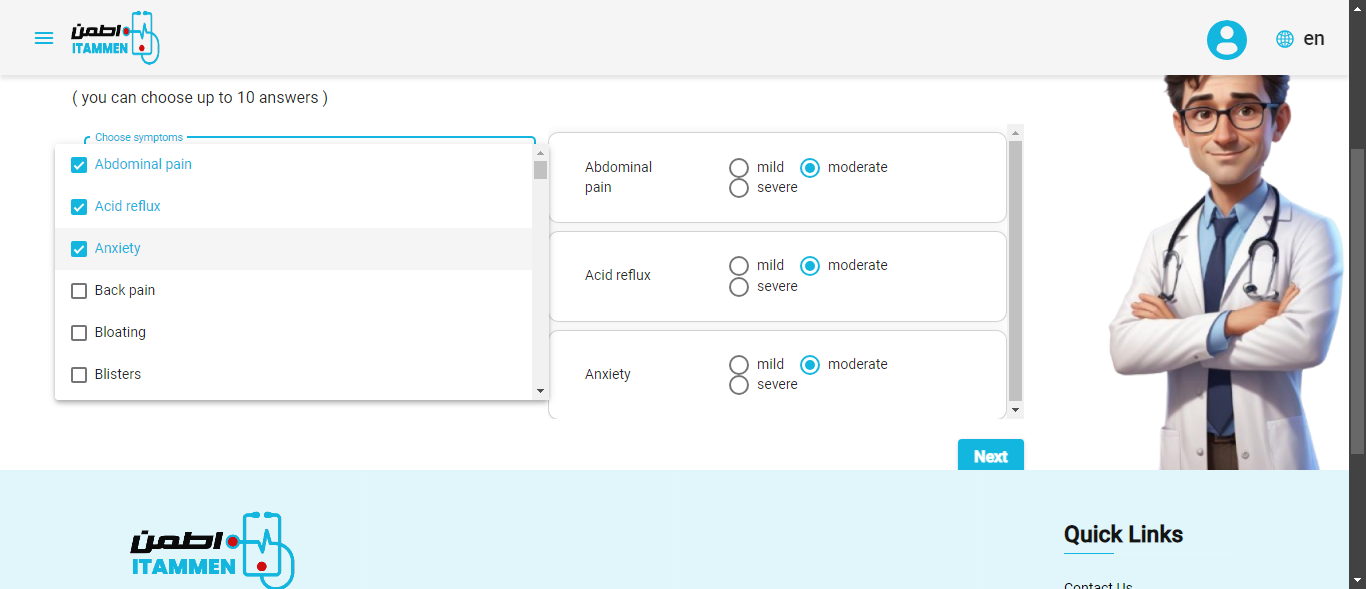 اطمن
ITAMMEN
en
( you can choose up to 10 answers )
Choose symptoms
Abdominal pain
Acid reflux
Anxiety
Back pain
Bloating
Blisters
Abdominal
pain
mild moderate
severe
Acid reflux
mild moderate
severe
Anxiety
mild moderate
severe
Next
اطمن
ITAMMEN
Quick Links
Contact Us